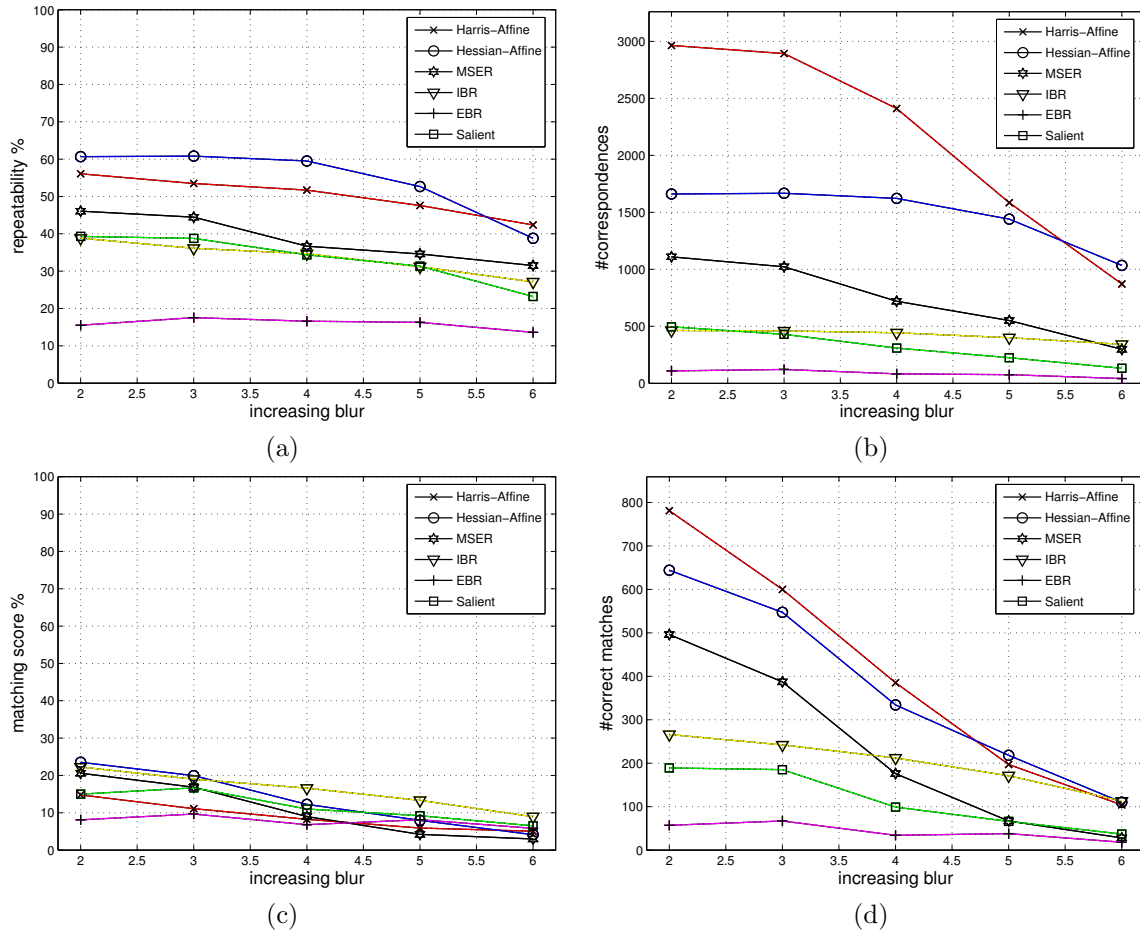 100
90
80
70
60
50
40
30
20
10
0
repeatability %
2 2.5 3 3.5 4 4.5 5 5.5 6
increasing blur
Harris−Affine
Hessian−Affine
MSER
IBR
EBR
Salient
(a)
3000
2500
2000
1500
1000
500
0
#correspondences
2 2.5 3 3.5 4 4.5 5 5.5 6
increasing blur
Harris−Affine
Hessian−Affine
MSER
IBR
EBR
Salient
(b)
100
90
80
70
60
50
40
30
20
10
0
matching score %
2 2.5 3 3.5 4 4.5 5 5.5 6
increasing blur
Harris−Affine
Hessian−Affine
MSER
IBR
EBR
Salient
(c)
800
700
600
500
400
300
200
100
0
#correct matches
2 2.5 3 3.5 4 4.5 5 5.5 6
increasing blur
Harris−Affine
Hessian−Affine
MSER
IBR
EBR
Salient
(d)